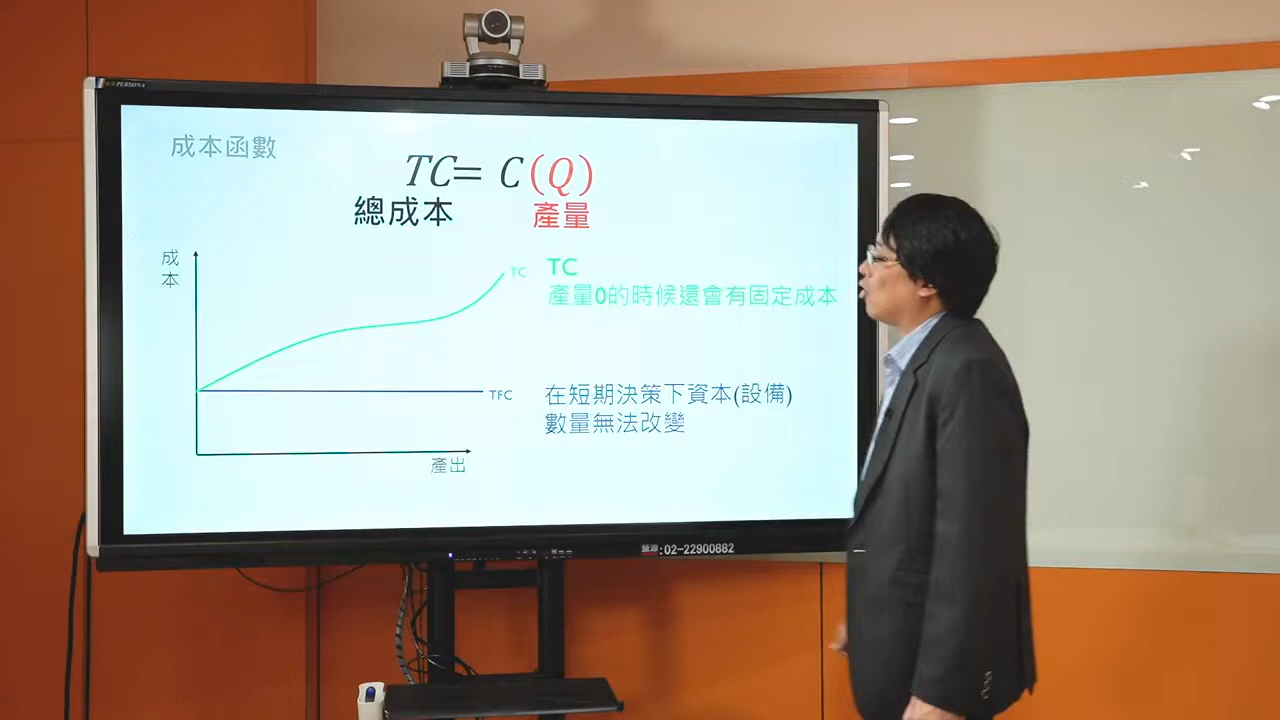 PERSONA
成本函數
TC= C(Q)
總成本 產量
成本
TC
TC
產量0的時候還會有固定成本
TFC
在短期決策下資本(設備)
數量無法改變
產出
:02-22900882